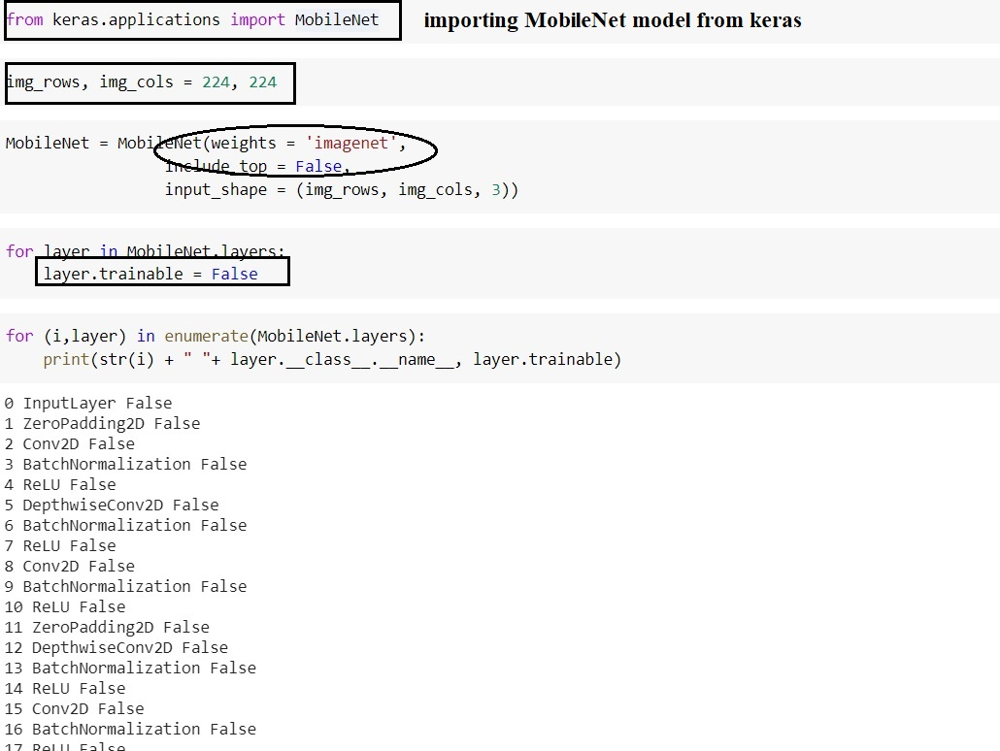 from keras.applications import MobileNet importing MobileNet model from keras
img_rows, img_cols = 224, 224
MobileNet = MobileNet(weights = 'imagenet',
include_top = False,
input_shape = (img_rows, img_cols, 3))
for layer in MobileNet.layers:
layer.trainable = False
for (i,layer) in enumerate(MobileNet.layers):
print(str(i) + " "+ layer.__class__.__name__, layer.trainable)
0 InputLayer False
1 ZeroPadding2D False
2 Conv2D False
3 BatchNormalization False
4 ReLU False
5 DepthwiseConv2D False
6 BatchNormalization False
7 ReLU False
8 Conv2D False
9 BatchNormalization False
10 ReLU False
11 ZeroPadding2D False
12 DepthwiseConv2D False
13 BatchNormalization False
14 ReLU False
15 Conv2D False
16 BatchNormalization False
17 ReLU False